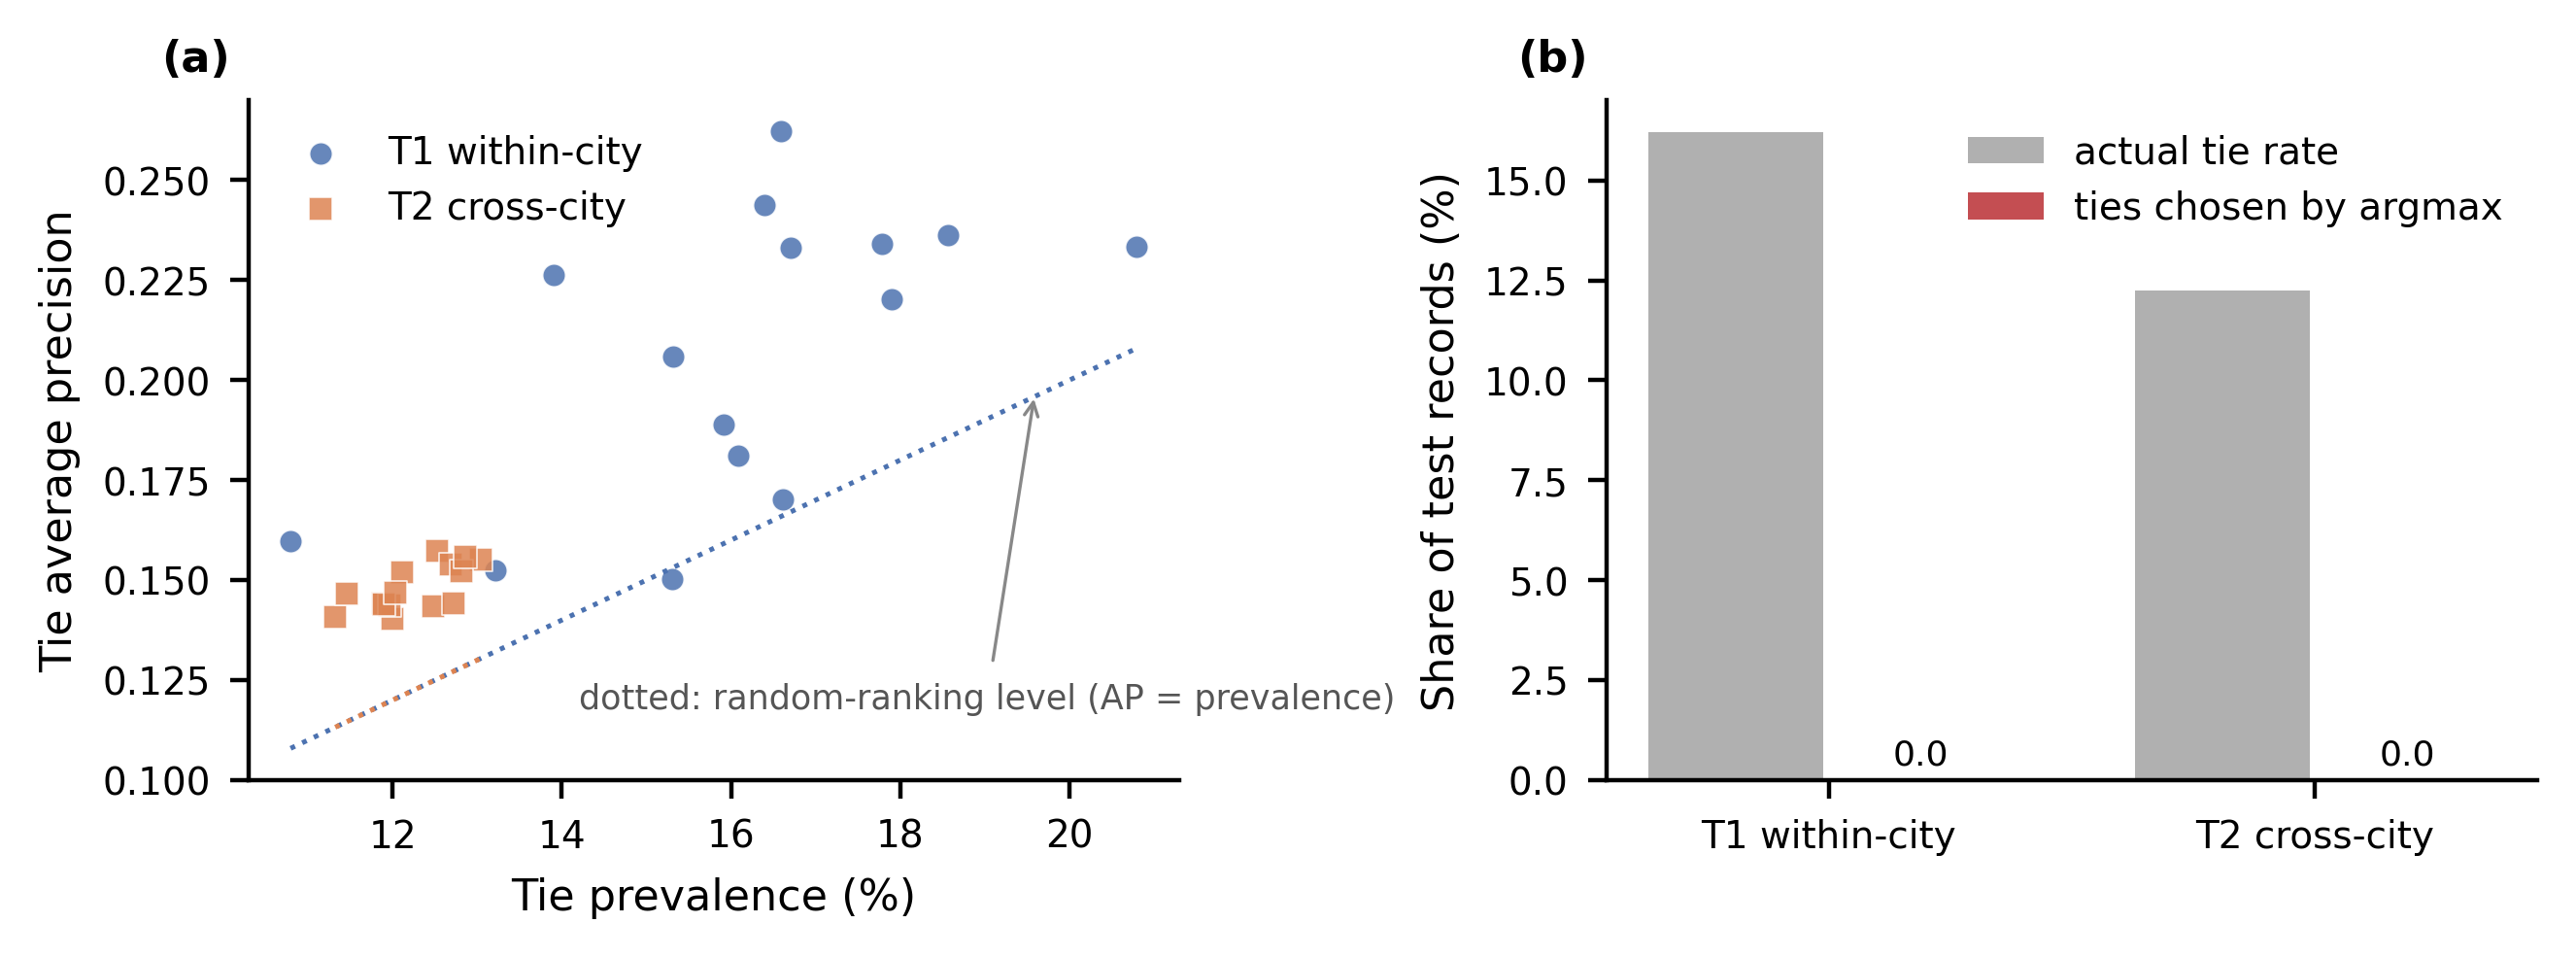 (a)
T1 within-city
T2 cross-city
Tie average precision
0.250
0.225
0.200
0.175
0.150
0.125
0.100
dotted: random-ranking level (AP = prevalence)
12
14
16
18
20
Tie prevalence (%)
(b)
actual tie rate
ties chosen by argmax
Share of test records (%)
15.0
12.5
10.0
7.5
5.0
2.5
0.0
0.0
0.0
T1 within-city
T2 cross-city